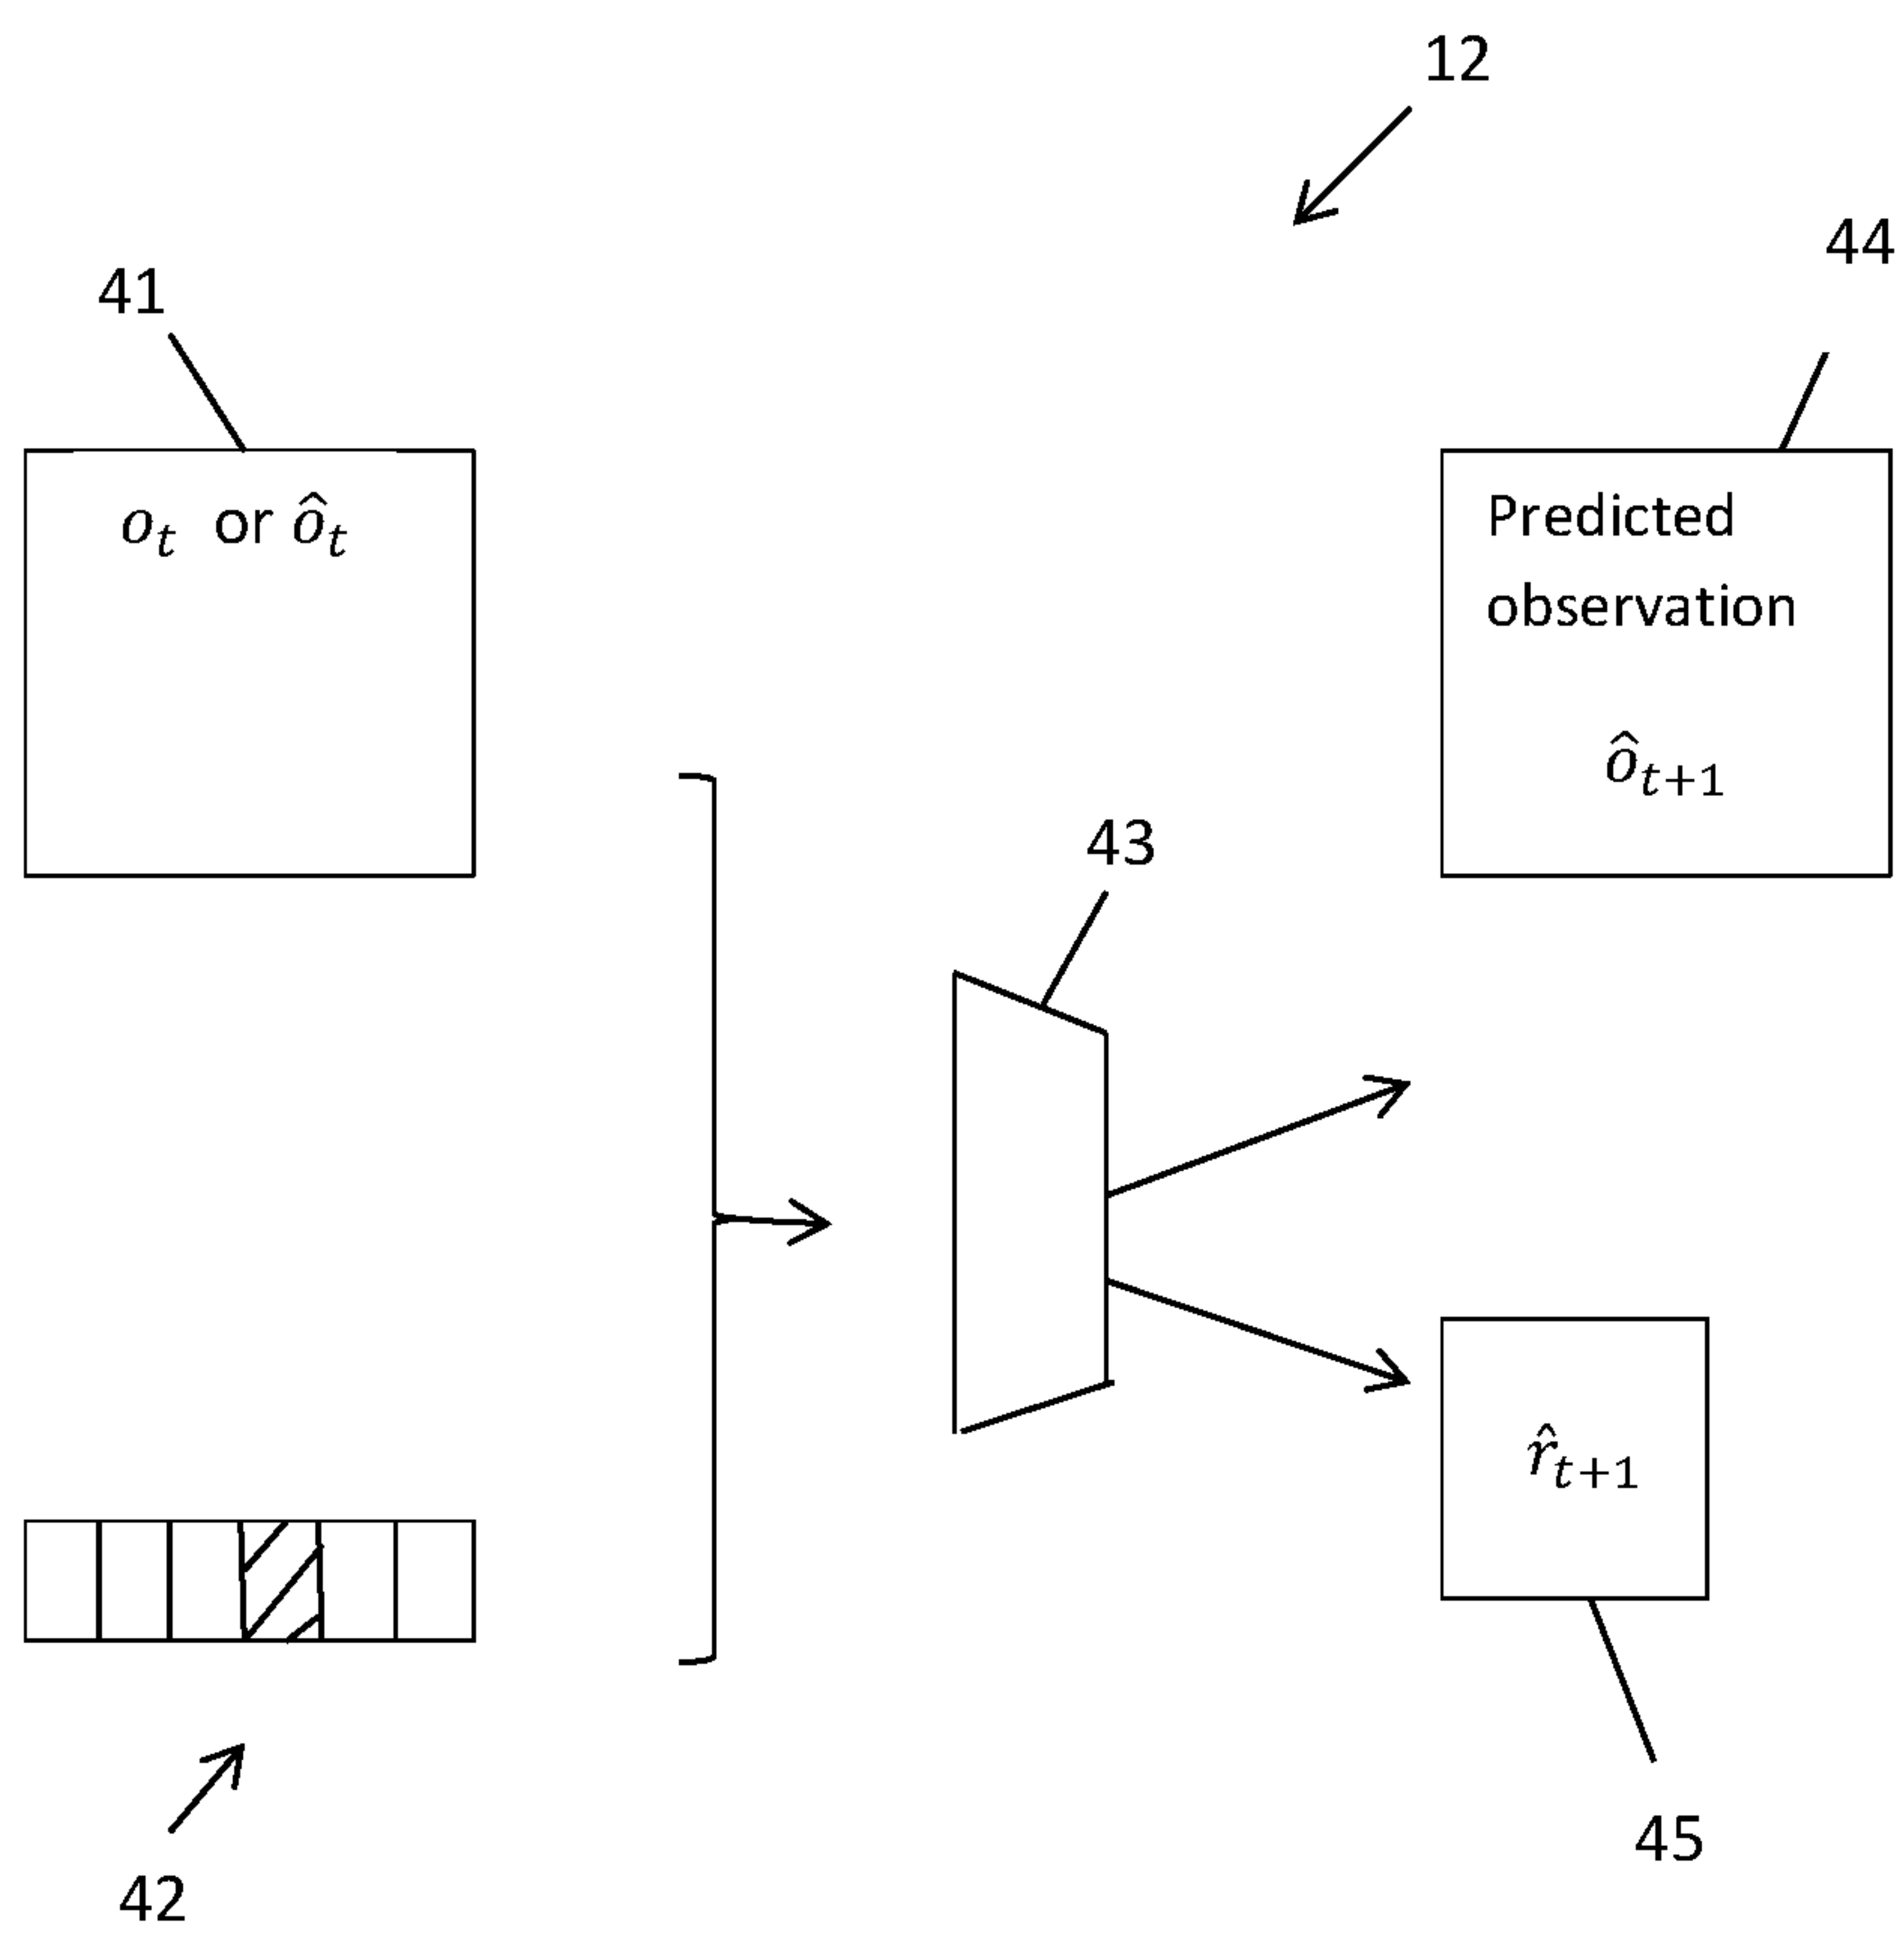 12
44
41
o_t or ô_t
Predicted
observation
ô_{t+1}
43
r̂_{t+1}
45
42